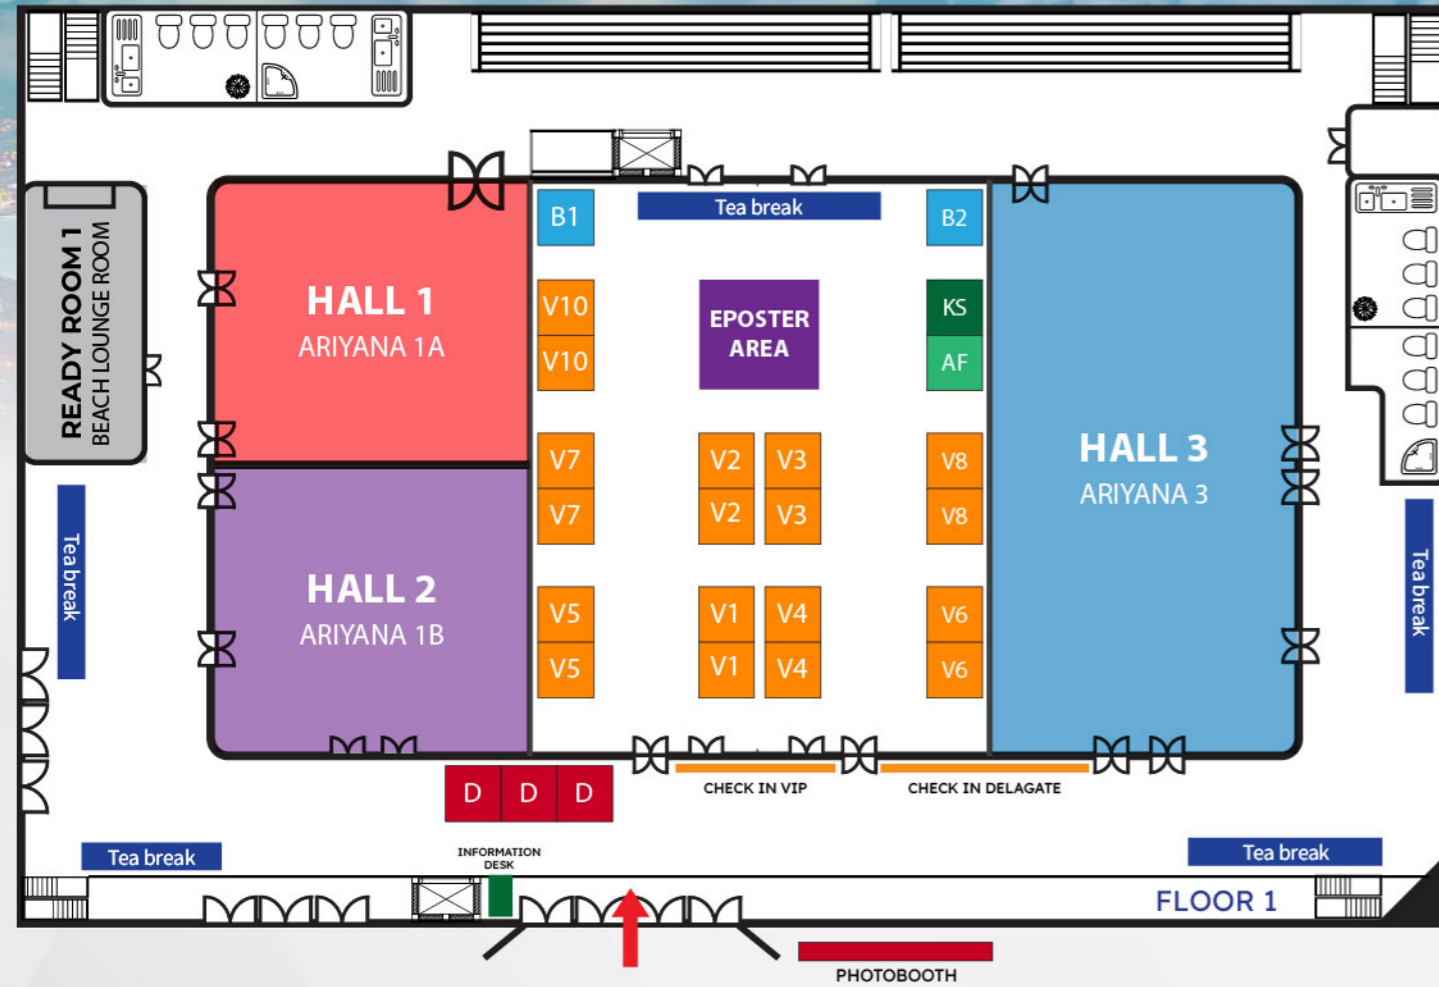 B1
Tea break
B2
READY ROOM 1
BEACH LOUNGE ROOM
HALL 1
ARIYANA 1A
V10
V10
EPOSTER
AREA
KS
AF
HALL 3
ARIYANA 3
V7
V7
V2
V3
V2
V3
V8
V8
Tea break
Tea break
HALL 2
ARIYANA 1B
V5
V5
V1
V4
V1
V4
V6
V6
D
D
D
CHECK IN VIP
CHECK IN DELAGATE
Tea break
INFORMATION
DESK
Tea break
FLOOR 1
PHOTOBOOTH